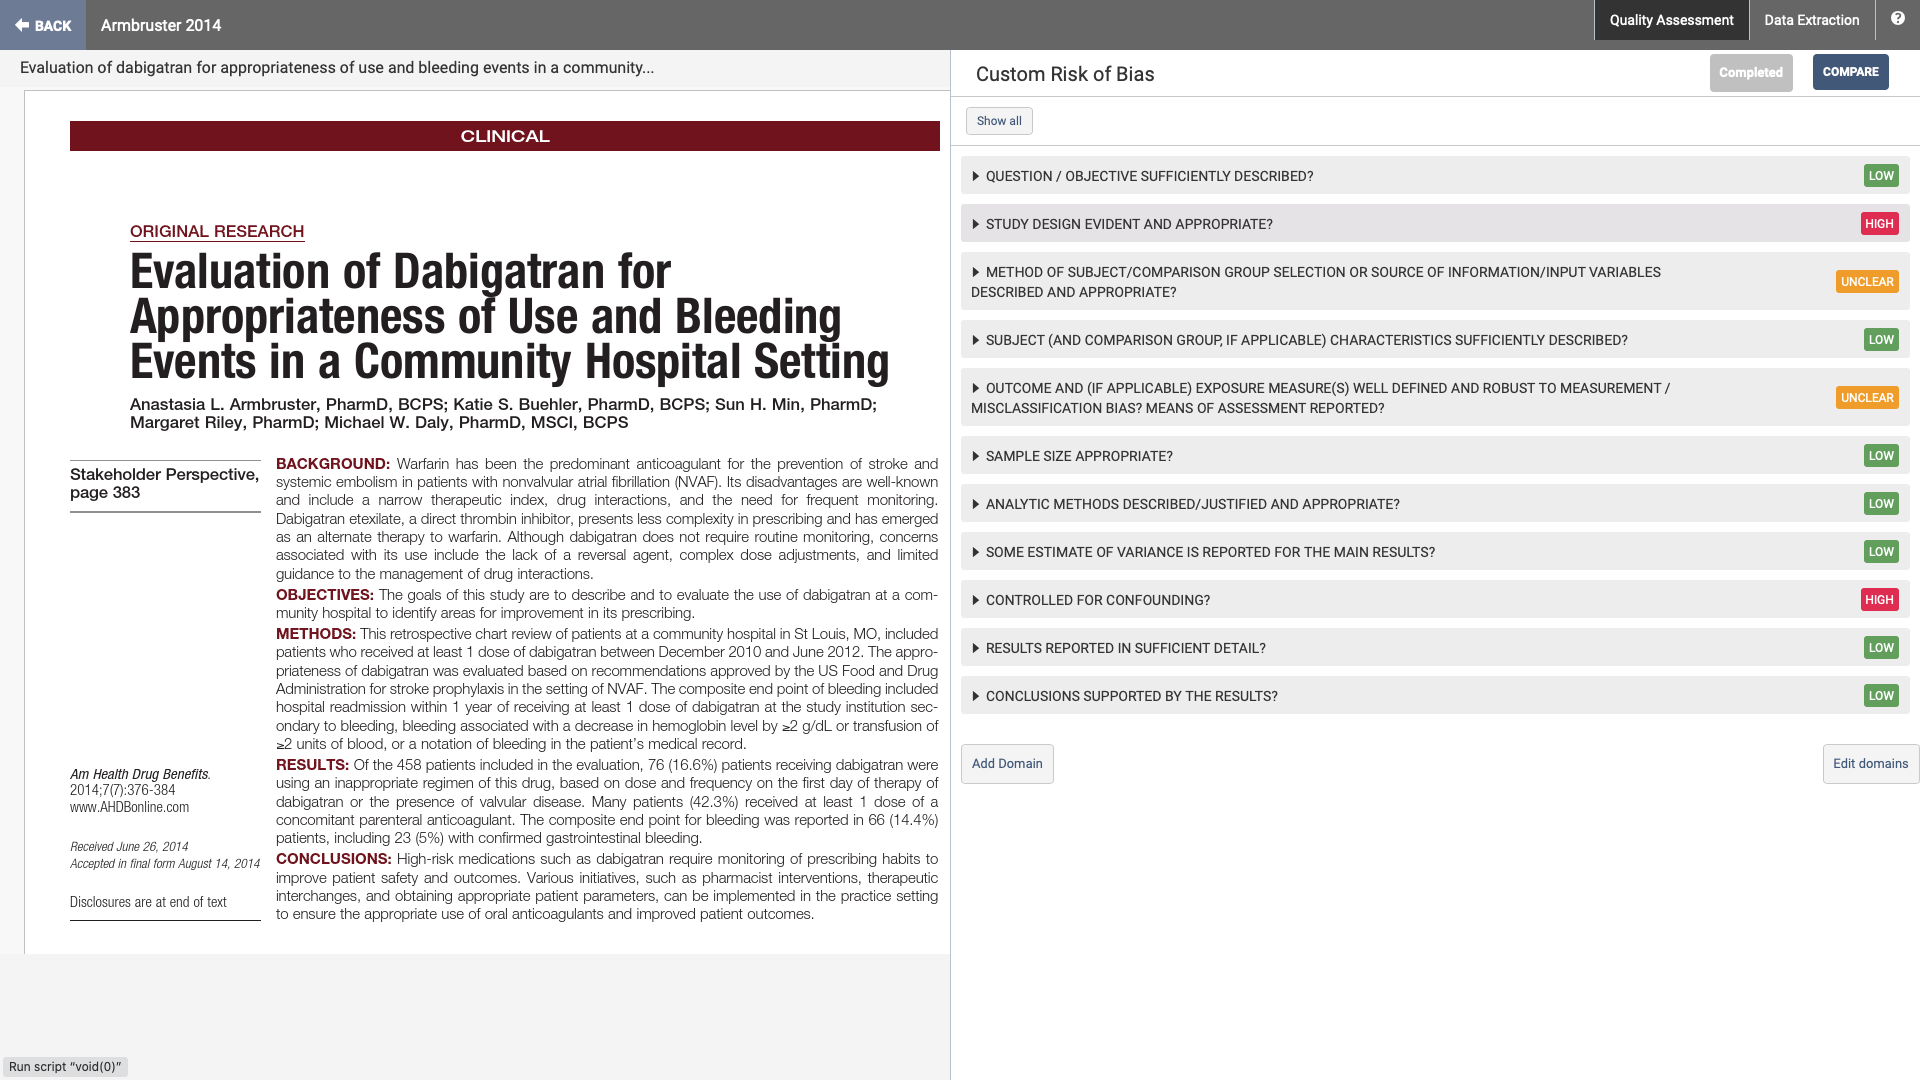 BACK
Armbruster 2014
Quality Assessment
Data Extraction
?
Evaluation of dabigatran for appropriateness of use and bleeding events in a community...
CLINICAL
ORIGINAL RESEARCH
Evaluation of Dabigatran for
Appropriateness of Use and Bleeding
Events in a Community Hospital Setting
Anastasia L. Armbruster, PharmD, BCPS; Katie S. Buehler, PharmD, BCPS; Sun H. Min, PharmD;
Margaret Riley, PharmD; Michael W. Daly, PharmD, MSCI, BCPS
Stakeholder Perspective,
page 383
Am Health Drug Benefits.
2014;7(7):376-384
www.AHDBonline.com
Received June 26, 2014
Accepted in final form August 14, 2014
Disclosures are at end of text
BACKGROUND: Warfarin has been the predominant anticoagulant for the prevention of stroke and
systemic embolism in patients with nonvalvular atrial fibrillation (NVAF). Its disadvantages are well-known
and include a narrow therapeutic index, drug interactions, and the need for frequent monitoring.
Dabigatran etexilate, a direct thrombin inhibitor, presents less complexity in prescribing and has emerged
as an alternate therapy to warfarin. Although dabigatran does not require routine monitoring, concerns
associated with its use include the lack of a reversal agent, complex dose adjustments, and limited
guidance to the management of drug interactions.
OBJECTIVES: The goals of this study are to describe and to evaluate the use of dabigatran at a com-
munity hospital to identify areas for improvement in its prescribing.
METHODS: This retrospective chart review of patients at a community hospital in St Louis, MO, included
patients who received at least 1 dose of dabigatran between December 2010 and June 2012. The appro-
priateness of dabigatran was evaluated based on recommendations approved by the US Food and Drug
Administration for stroke prophylaxis in the setting of NVAF. The composite end point of bleeding included
hospital readmission within 1 year of receiving at least 1 dose of dabigatran at the study institution sec-
ondary to bleeding, bleeding associated with a decrease in hemoglobin level by ≥2 g/dL or transfusion of
≥2 units of blood, or a notation of bleeding in the patient's medical record.
RESULTS: Of the 458 patients included in the evaluation, 76 (16.6%) patients receiving dabigatran were
using an inappropriate regimen of this drug, based on dose and frequency on the first day of therapy of
dabigatran or the presence of valvular disease. Many patients (42.3%) received at least 1 dose of a
concomitant parenteral anticoagulant. The composite end point for bleeding was reported in 66 (14.4%)
patients, including 23 (5%) with confirmed gastrointestinal bleeding.
CONCLUSIONS: High-risk medications such as dabigatran require monitoring of prescribing habits to
improve patient safety and outcomes. Various initiatives, such as pharmacist interventions, therapeutic
interchanges, and obtaining appropriate patient parameters, can be implemented in the practice setting
to ensure the appropriate use of oral anticoagulants and improved patient outcomes.
Run script "void(0)"
Custom Risk of Bias
Completed
COMPARE
Show all
QUESTION / OBJECTIVE SUFFICIENTLY DESCRIBED?
LOW
STUDY DESIGN EVIDENT AND APPROPRIATE?
HIGH
METHOD OF SUBJECT/COMPARISON GROUP SELECTION OR SOURCE OF INFORMATION/INPUT VARIABLES
DESCRIBED AND APPROPRIATE?
UNCLEAR
SUBJECT (AND COMPARISON GROUP, IF APPLICABLE) CHARACTERISTICS SUFFICIENTLY DESCRIBED?
LOW
OUTCOME AND (IF APPLICABLE) EXPOSURE MEASURE(S) WELL DEFINED AND ROBUST TO MEASUREMENT /
MISCLASSIFICATION BIAS? MEANS OF ASSESSMENT REPORTED?
UNCLEAR
SAMPLE SIZE APPROPRIATE?
LOW
ANALYTIC METHODS DESCRIBED/JUSTIFIED AND APPROPRIATE?
LOW
SOME ESTIMATE OF VARIANCE IS REPORTED FOR THE MAIN RESULTS?
LOW
CONTROLLED FOR CONFOUNDING?
HIGH
RESULTS REPORTED IN SUFFICIENT DETAIL?
LOW
CONCLUSIONS SUPPORTED BY THE RESULTS?
LOW
Add Domain
Edit domains